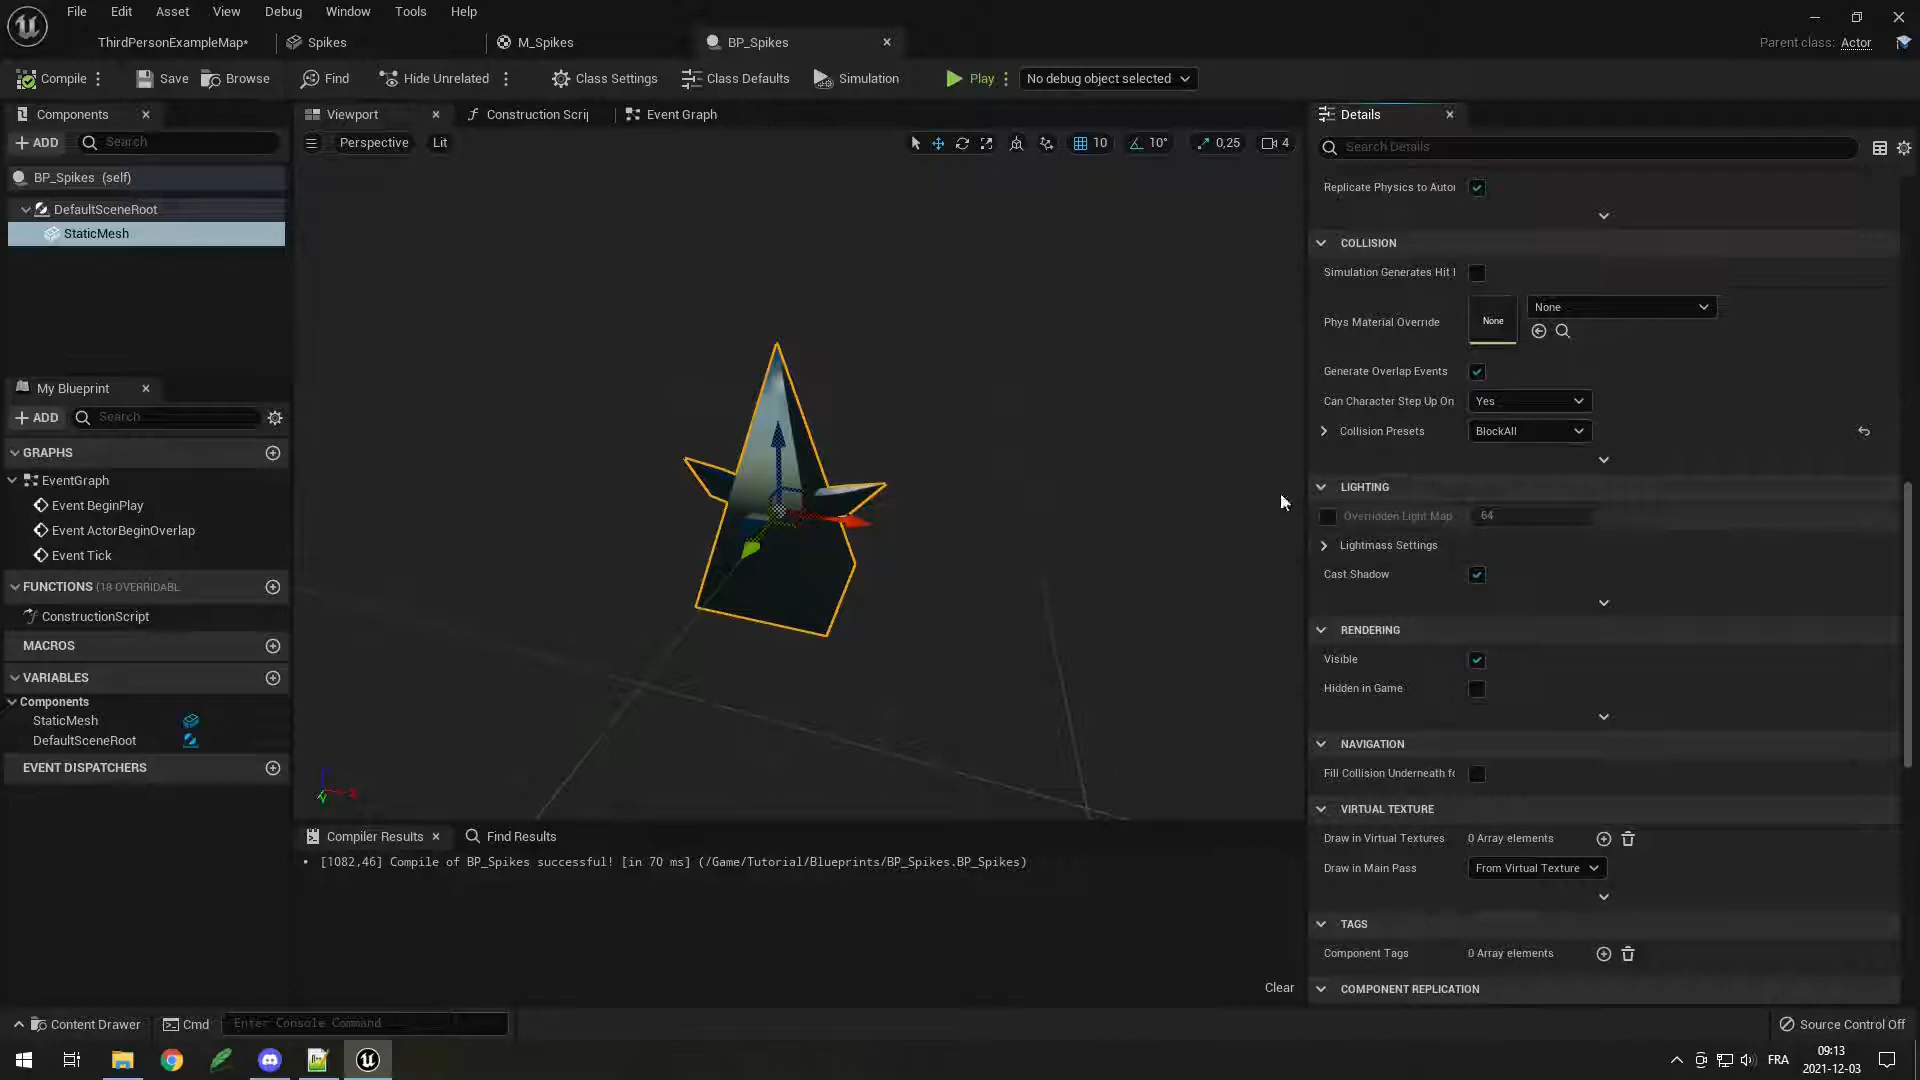 File Edit Asset View Debug Window Tools Help
ThirdPersonExampleMap* Spikes M_Spikes BP_Spikes Parent class: Actor
Compile Save Browse Find Hide Unrelated Class Settings Class Defaults Simulation Play No debug object selected
Components
ADD Search
BP_Spikes (self)
DefaultSceneRoot
StaticMesh
My Blueprint
ADD Search
GRAPHS
EventGraph
Event BeginPlay
Event ActorBeginOverlap
Event Tick
FUNCTIONS (18 OVERRIDABL
ConstructionScript
MACROS
VARIABLES
Components
StaticMesh
DefaultSceneRoot
EVENT DISPATCHERS
Viewport Construction Scrip Event Graph
Perspective Lit 10 10° 0,25 4
Compiler Results Find Results
[1082,46] Compile of BP_Spikes successful! [in 70 ms] (/Game/Tutorial/Blueprints/BP_Spikes.BP_Spikes)
Clear
Details
Search Details
Replicate Physics to Autor
COLLISION
Simulation Generates Hit
Phys Material Override None None
Generate Overlap Events
Can Character Step Up On Yes
Collision Presets BlockAll
LIGHTING
Overriden Light Map 64
Lightmass Settings
Cast Shadow
RENDERING
Visible
Hidden in Game
NAVIGATION
Fill Collision Underneath fo
VIRTUAL TEXTURE
Draw in Virtual Textures 0 Array elements
Draw in Main Pass From Virtual Texture
TAGS
Component Tags 0 Array elements
COMPONENT REPLICATION
Content Drawer Cmd Enter Console Command Source Control Off
FRA 09:13
2021-12-03